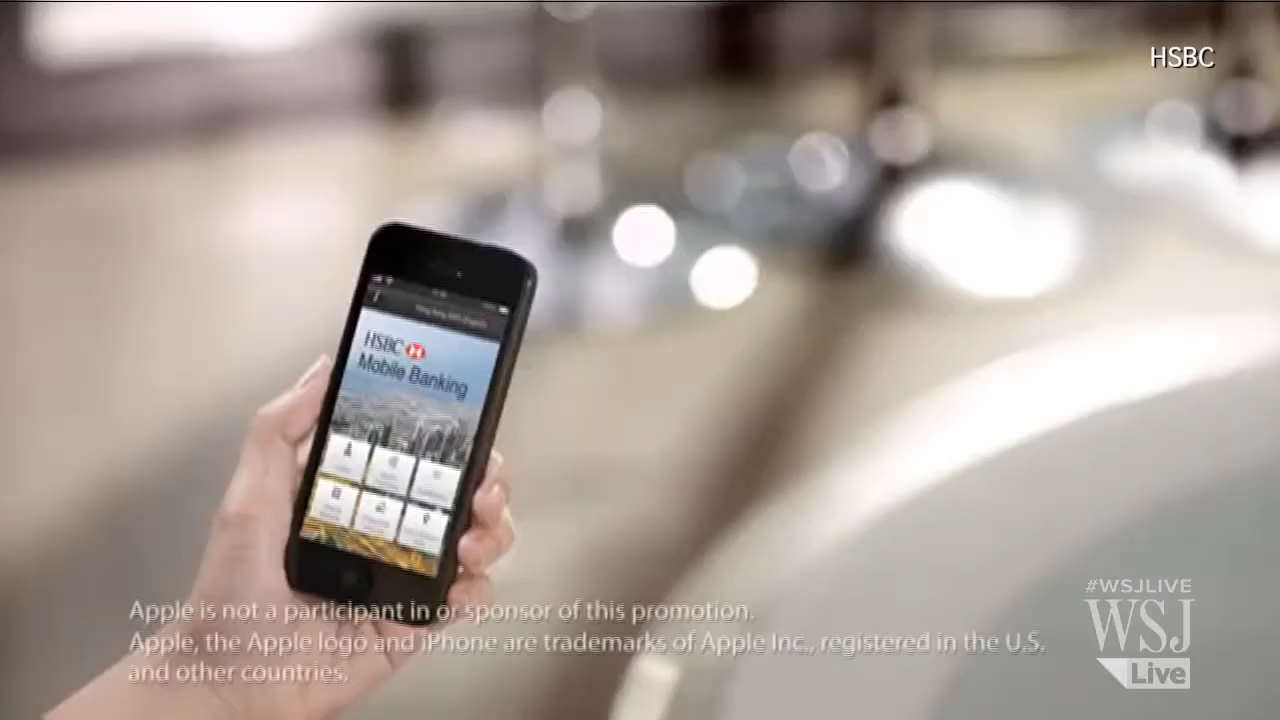 HSBC
HSBC
Mobile Banking
Apple is not a participant in or sponsor of this promotion.
Apple, the Apple logo and iPhone are trademarks of Apple Inc., registered in the U.S.
and other countries.
#WSJLIVE
WSJ
Live